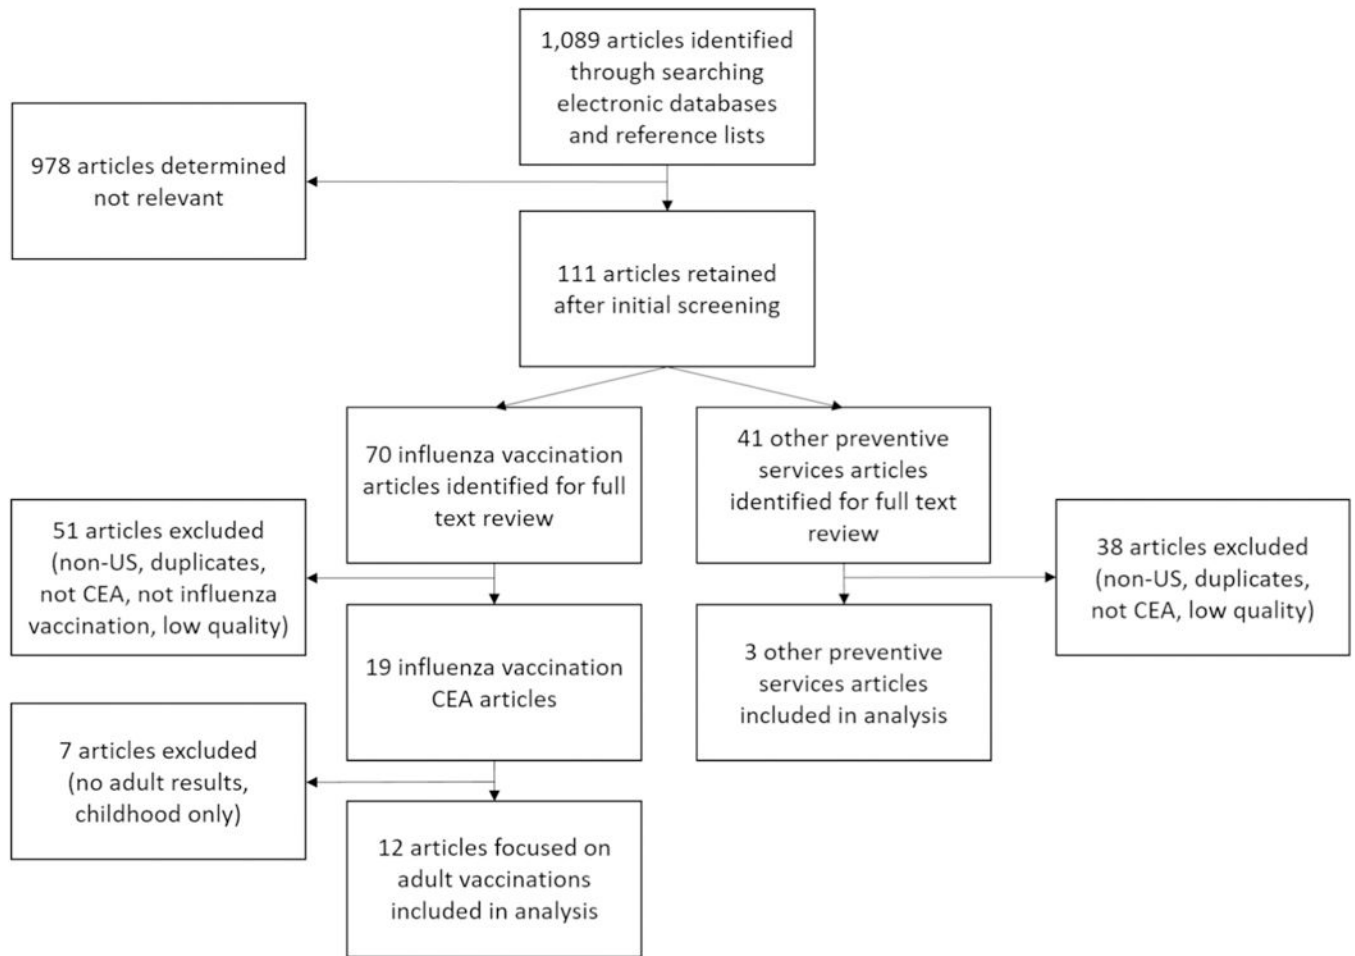 1,089 articles identified
through searching
electronic databases
and reference lists
978 articles determined
not relevant
111 articles retained
after initial screening
70 influenza vaccination
articles identified for full
text review
41 other preventive
services articles
identified for full text
review
51 articles excluded
(non-US, duplicates,
not CEA, not influenza
vaccination, low quality)
38 articles excluded
(non-US, duplicates,
not CEA, low quality)
19 influenza vaccination
CEA articles
3 other preventive
services articles
included in analysis
7 articles excluded
(no adult results,
childhood only)
12 articles focused on
adult vaccinations
included in analysis